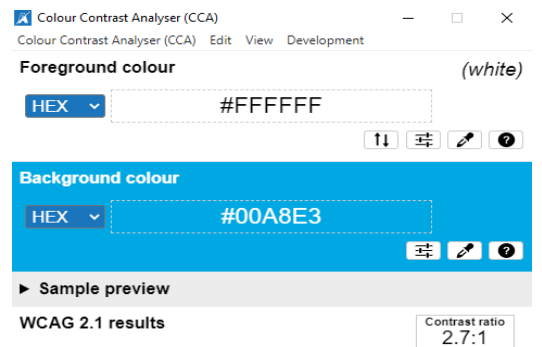 Colour Contrast Analyser (CCA)
Colour Contrast Analyser (CCA) Edit View Development
Foreground colour (white)
HEX #FFFFFF
Background colour
HEX #00A8E3
Sample preview
WCAG 2.1 results Contrast ratio
2.7:1